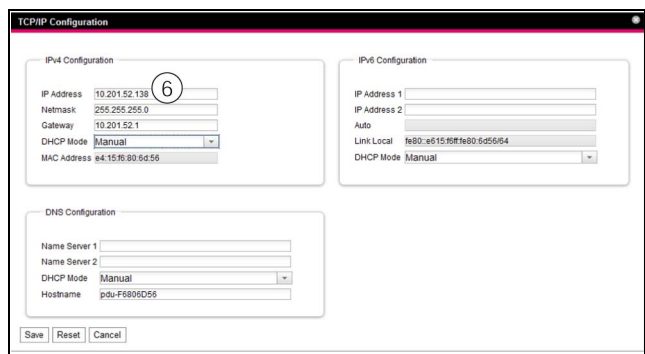 TCP/IP Configuration
IPv4 Configuration
IP Address 10.201.52.138
6
Netmask 255.255.255.0
Gateway 10.201.52.1
DHCP Mode Manual
MAC Address e4:15:f6:80:6d:56
IPv6 Configuration
IP Address 1
IP Address 2
Auto
Link Local fe80::e615:f6ff:fe80:6d56/64
DHCP Mode Manual
DNS Configuration
Name Server 1
Name Server 2
DHCP Mode Manual
Hostname pdu-F6806D56
Save Reset Cancel